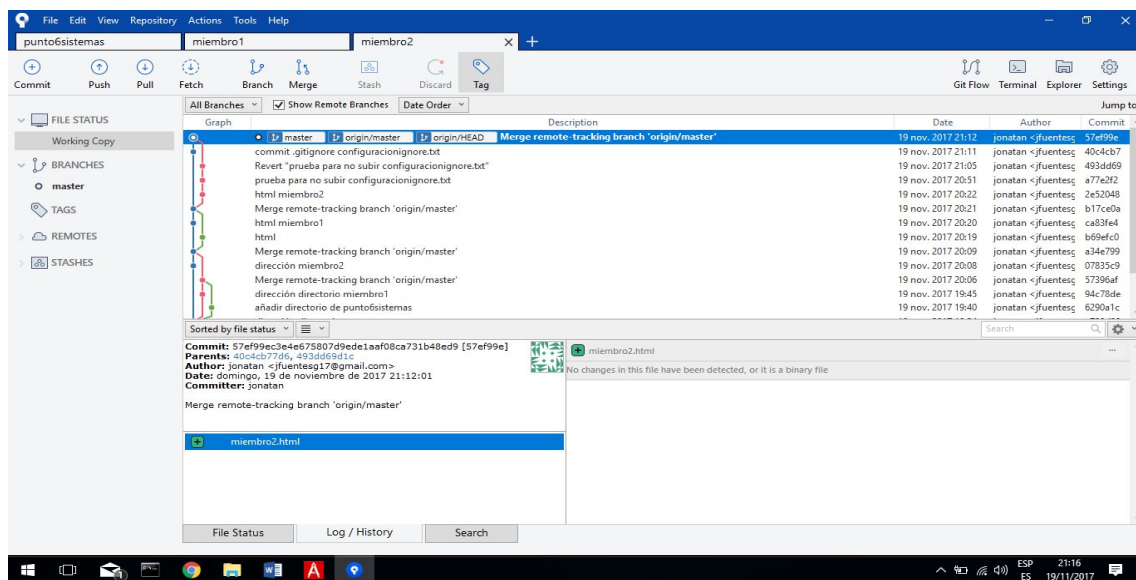 File Edit View Repository Actions Tools Help
punto6sistemas miembro1 miembro2
Commit Push Pull Fetch Branch Merge Stash Discard Tag Git Flow Terminal Explorer Settings
All Branches Show Remote Branches Date Order Jump to
FILE STATUS
Working Copy
BRANCHES
master
TAGS
REMOTES
STASHES
Graph Description Date Author Commit
master origin/master origin/HEAD Merge remote-tracking branch 'origin/master' 19 nov. 2017 21:12 jonatan <jfuentesg 57ef99e
commit .gitignore configuracionignore.txt 19 nov. 2017 21:11 jonatan <jfuentesg 40c4cb7
Revert "prueba para no subir configuracionignore.txt" 19 nov. 2017 21:05 jonatan <jfuentesg 493dd69
prueba para no subir configuracionignore.txt 19 nov. 2017 20:51 jonatan <jfuentesg a77e2f2
html miembro2 19 nov. 2017 20:22 jonatan <jfuentesg 2e52048
Merge remote-tracking branch 'origin/master' 19 nov. 2017 20:21 jonatan <jfuentesg b17ce0a
html miembro1 19 nov. 2017 20:20 jonatan <jfuentesg ca83fe4
html 19 nov. 2017 20:19 jonatan <jfuentesg b69efc0
Merge remote-tracking branch 'origin/master' 19 nov. 2017 20:09 jonatan <jfuentesg a34e799
dirección miembro2 19 nov. 2017 20:08 jonatan <jfuentesg 07835c9
Merge remote-tracking branch 'origin/master' 19 nov. 2017 20:06 jonatan <jfuentesg 57396af
dirección directorio miembro1 19 nov. 2017 19:45 jonatan <jfuentesg 94c78de
añadir directorio de punto6sistemas 19 nov. 2017 19:40 jonatan <jfuentesg 6290a1c
Sorted by file status Search
Commit: 57ef99ec3e4e675807d9ede1aaf08ca731b48ed9 [57ef99e]
Parents: 40c4cb77d6, 493dd69d1c
Author: jonatan <jfuentesg17@gmail.com>
Date: domingo, 19 de noviembre de 2017 21:12:01
Committer: jonatan
Merge remote-tracking branch 'origin/master'
miembro2.html
miembro2.html
No changes in this file have been detected, or it is a binary file
File Status Log / History Search
ESP
ES
21:16
19/11/2017